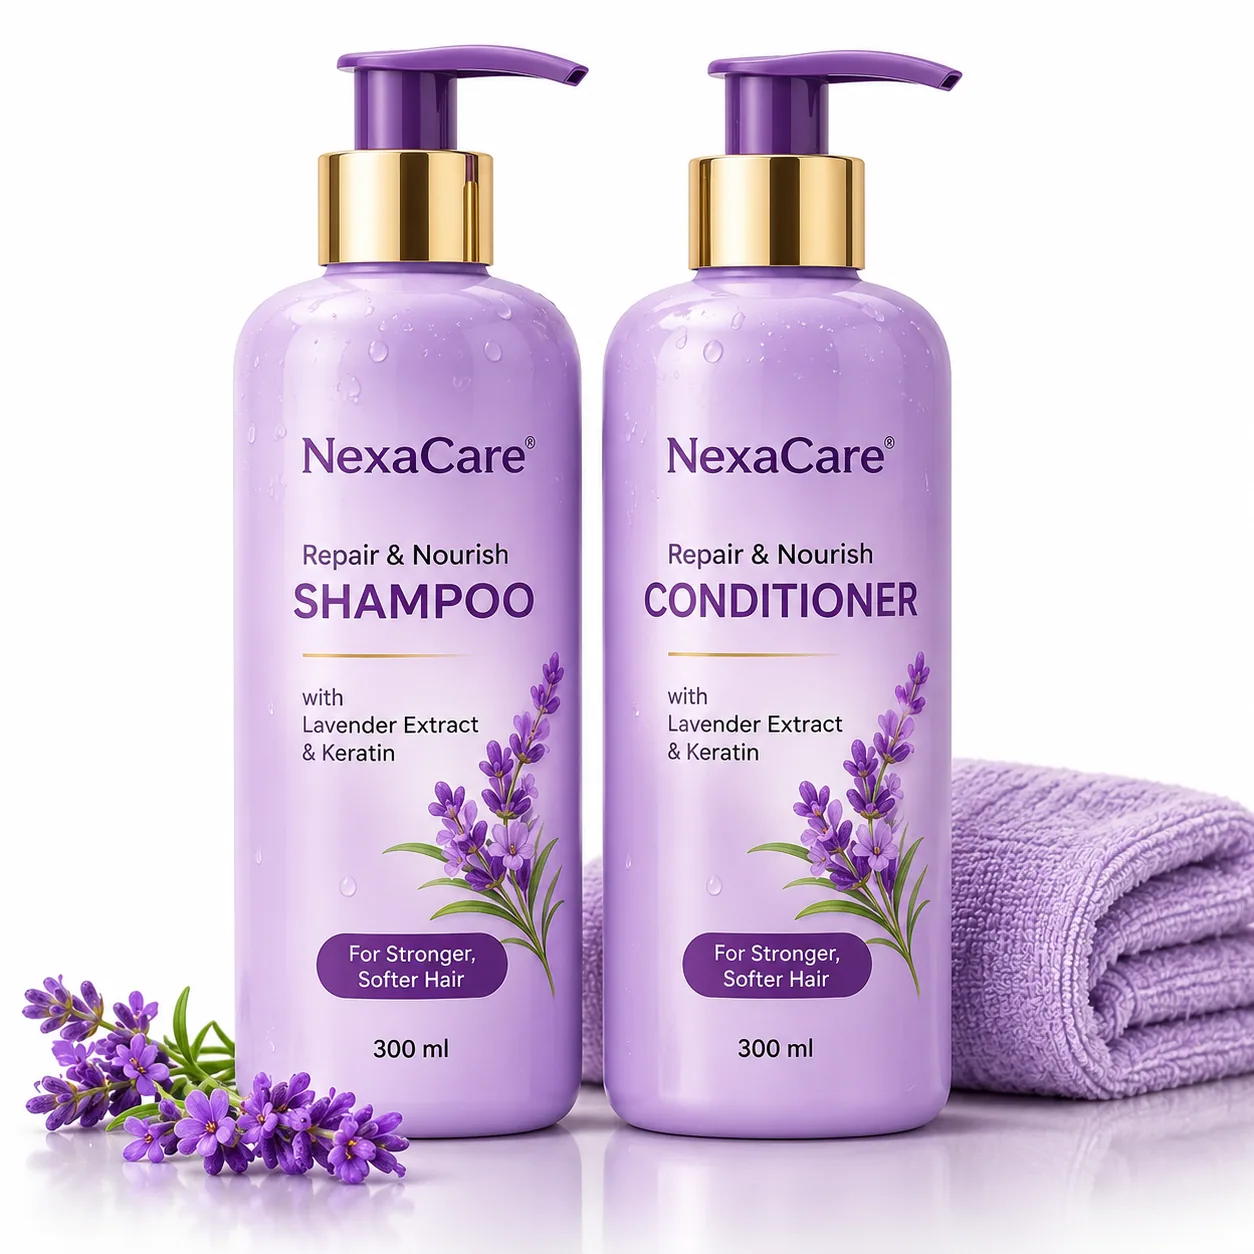 NexaCare®
Repair & Nourish
SHAMPOO
with
Lavender Extract
& Keratin
For Stronger,
Softer Hair
300 ml
NexaCare®
Repair & Nourish
CONDITIONER
with
Lavender Extract
& Keratin
For Stronger,
Softer Hair
300 ml